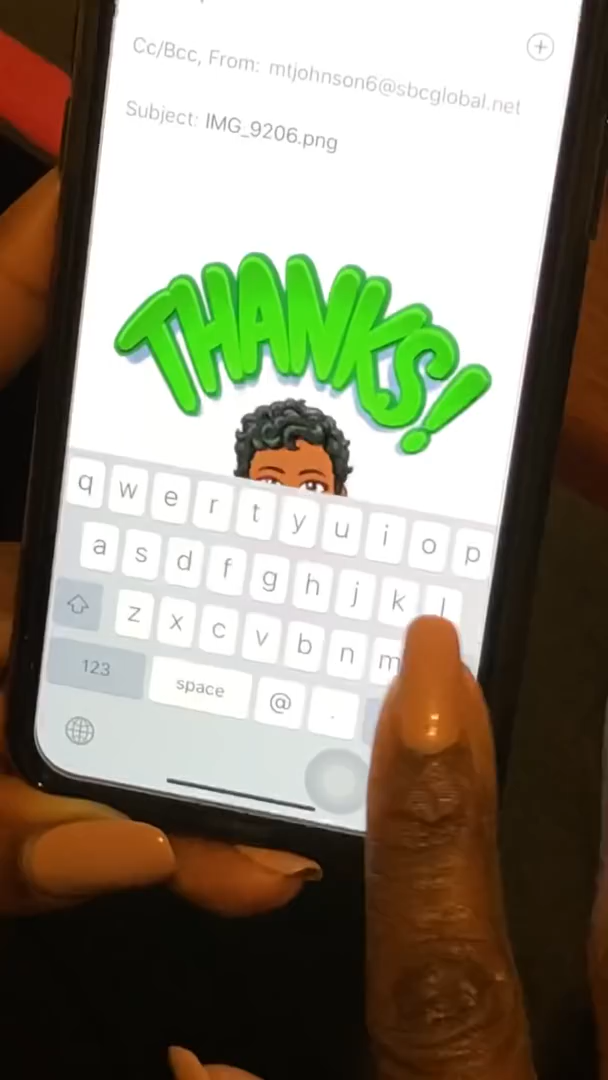 Cc/Bcc, From: mtjohnson6@sbcglobal.net
Subject: IMG_9206.png
THANKS!
q w e r t y u i o p
a s d f g h j k l
z x c v b n m
123 space @ .